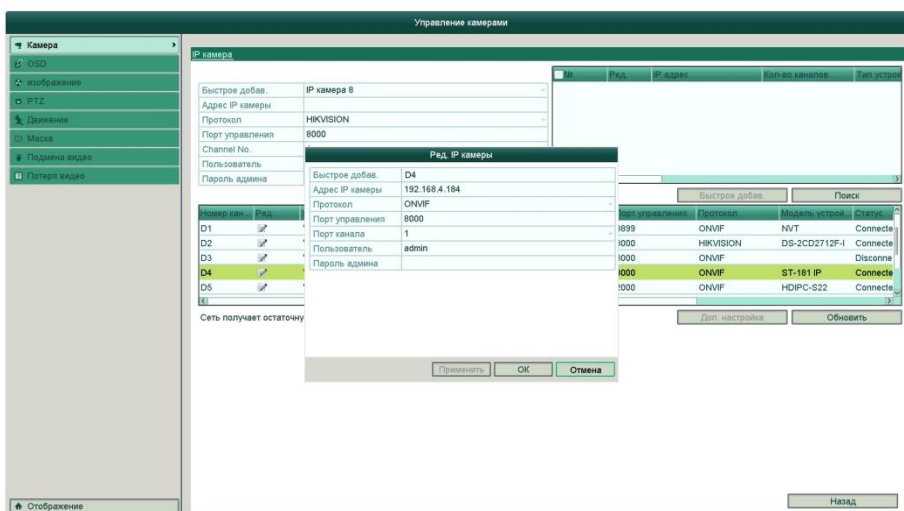 Управление камерами
Камера
OSD
изображение
PTZ
Движение
Маска
Подмена видео
Потеря видео
Отображение
IP камера
Быстрое добав. IP камера 8
Адрес IP камеры
Протокол HIKVISION
Порт управления 8000
Channel No.
Пользователь
Пароль админа
№ Ред. IP адрес Кол-во каналов Тип устрой
Быстрое добав. Поиск
Номер кан... Ред. Порт управления Протокол Модель устрой... Статус
D1 ONVIF NVT Connecte
D2 HIKVISION DS-2CD2712F-I Connecte
D3 ONVIF Disconne
D4 ONVIF ST-181 IP Connecte
D5 ONVIF HDIPC-S22 Connecte
Сеть получает остаточну
Доп. настройка Обновить
Ред. IP камеры
Быстрое добав. D4
Адрес IP камеры 192.168.4.184
Протокол ONVIF
Порт управления 8000
Порт канала 1
Пользователь admin
Пароль админа
Применить OK Отмена
Назад